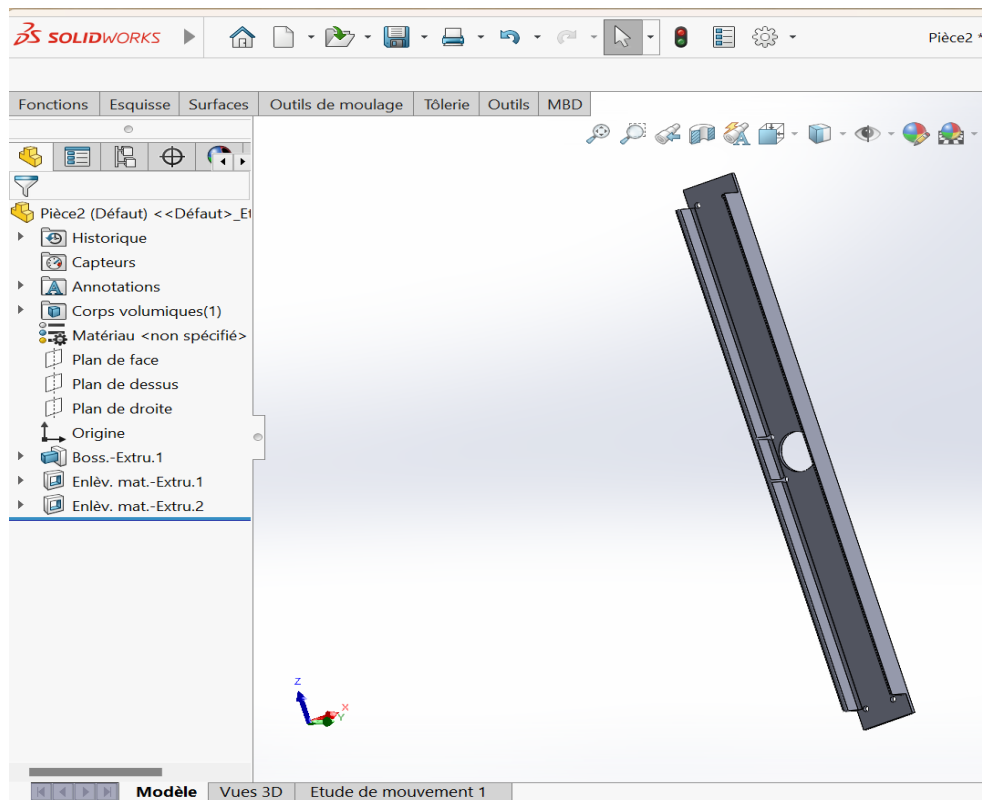 SOLIDWORKS
Pièce2 *
Fonctions Esquisse Surfaces Outils de moulage Tôlerie Outils MBD
Pièce2 (Défaut) <<Défaut>_Et
Historique
Capteurs
Annotations
Corps volumiques(1)
Matériau <non spécifié>
Plan de face
Plan de dessus
Plan de droite
Origine
Boss.-Extru.1
Enlèv. mat.-Extru.1
Enlèv. mat.-Extru.2
Z
X
Y
Modèle Vues 3D Etude de mouvement 1